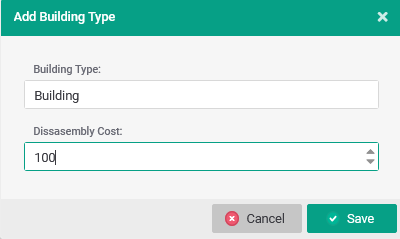 Add Building Type
Building Type:
Building
Dissasembly Cost:
100
Cancel
Save